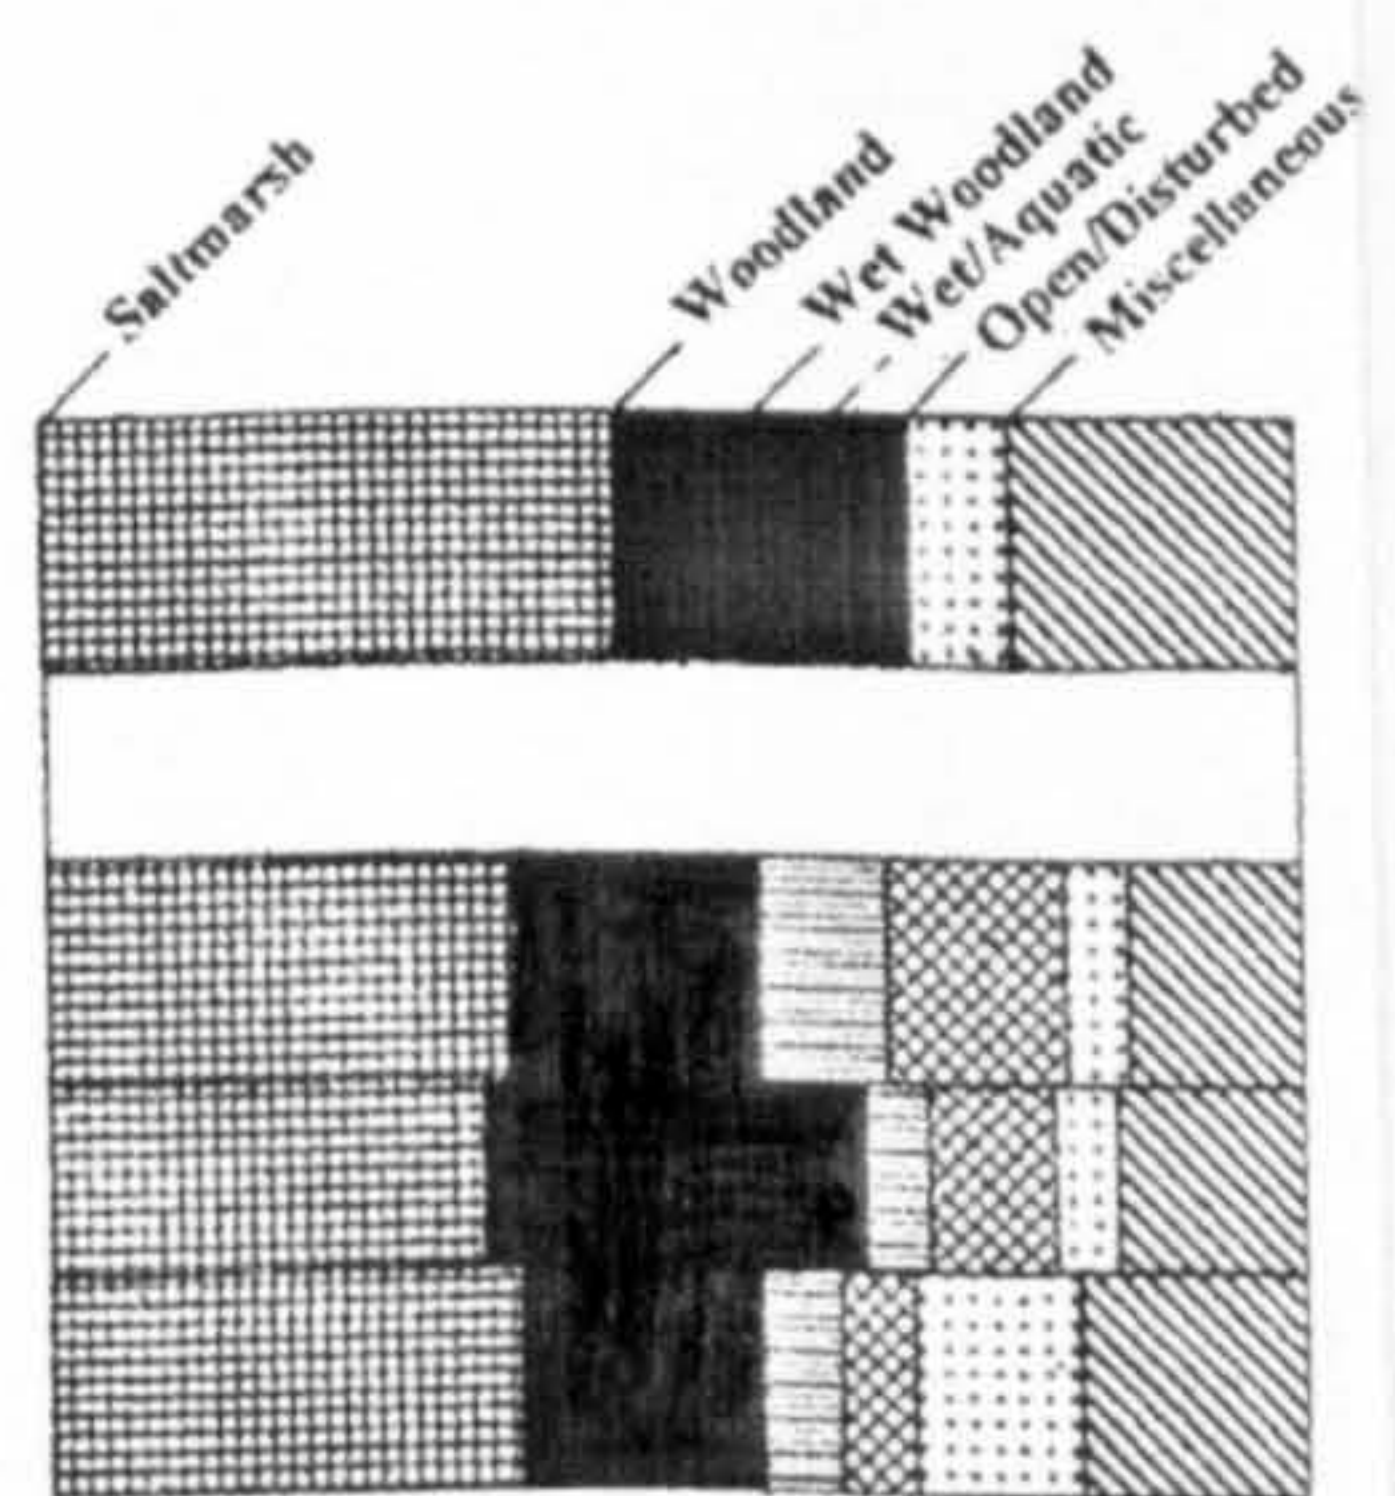 Saltmarsh
Woodland
Wet Woodland
Wet/Aquatic
Open/Disturbed
Miscellaneous